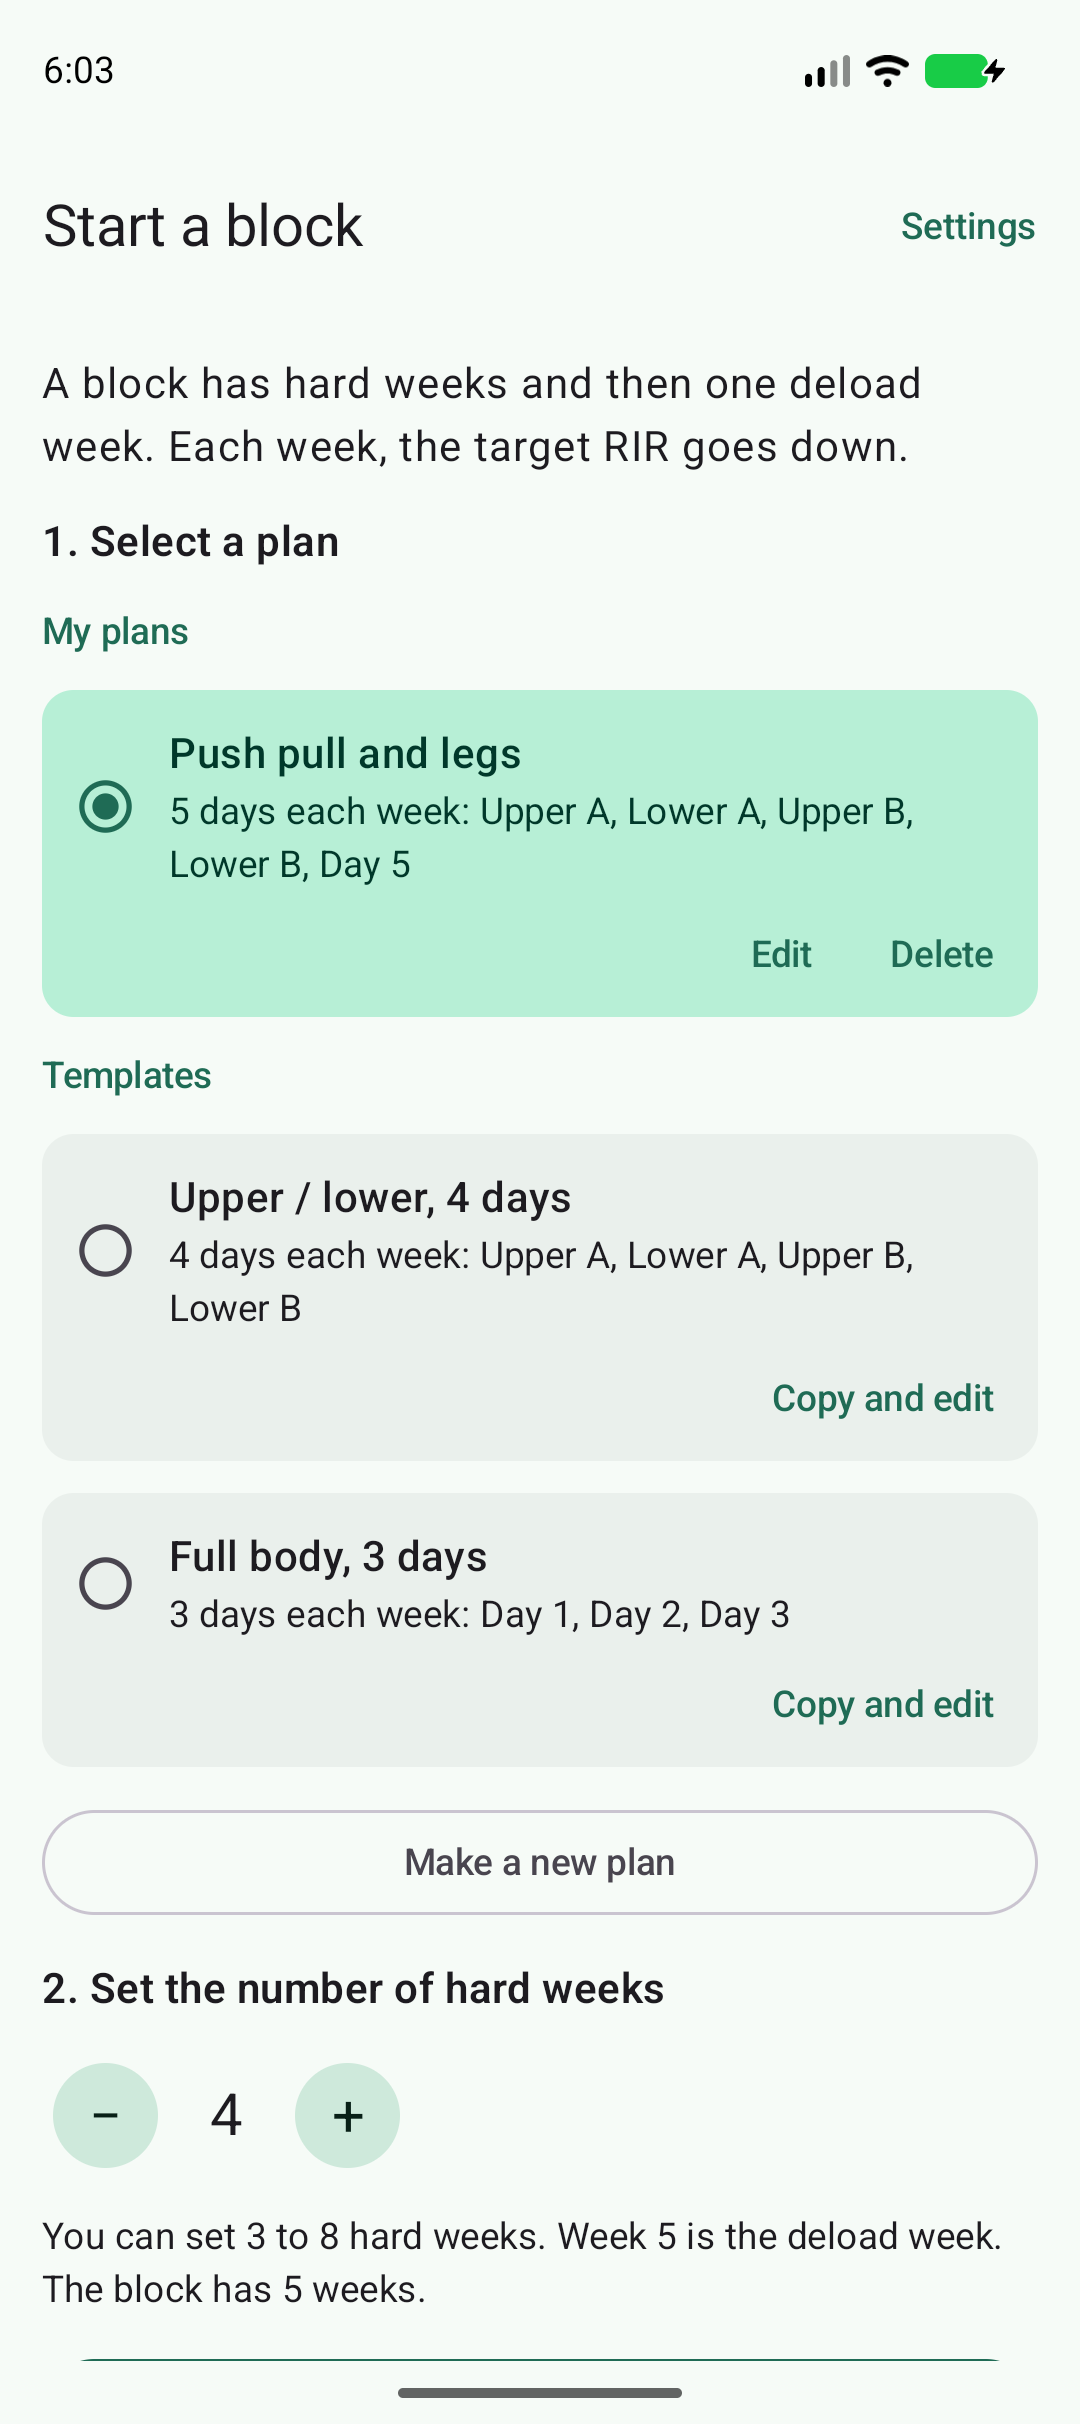 6:03
Start a block
Settings
A block has hard weeks and then one deload
week. Each week, the target RIR goes down.
1. Select a plan
My plans
Push pull and legs
5 days each week: Upper A, Lower A, Upper B,
Lower B, Day 5
Edit
Delete
Templates
Upper / lower, 4 days
4 days each week: Upper A, Lower A, Upper B,
Lower B
Copy and edit
Full body, 3 days
3 days each week: Day 1, Day 2, Day 3
Copy and edit
Make a new plan
2. Set the number of hard weeks
− 4 +
You can set 3 to 8 hard weeks. Week 5 is the deload week.
The block has 5 weeks.